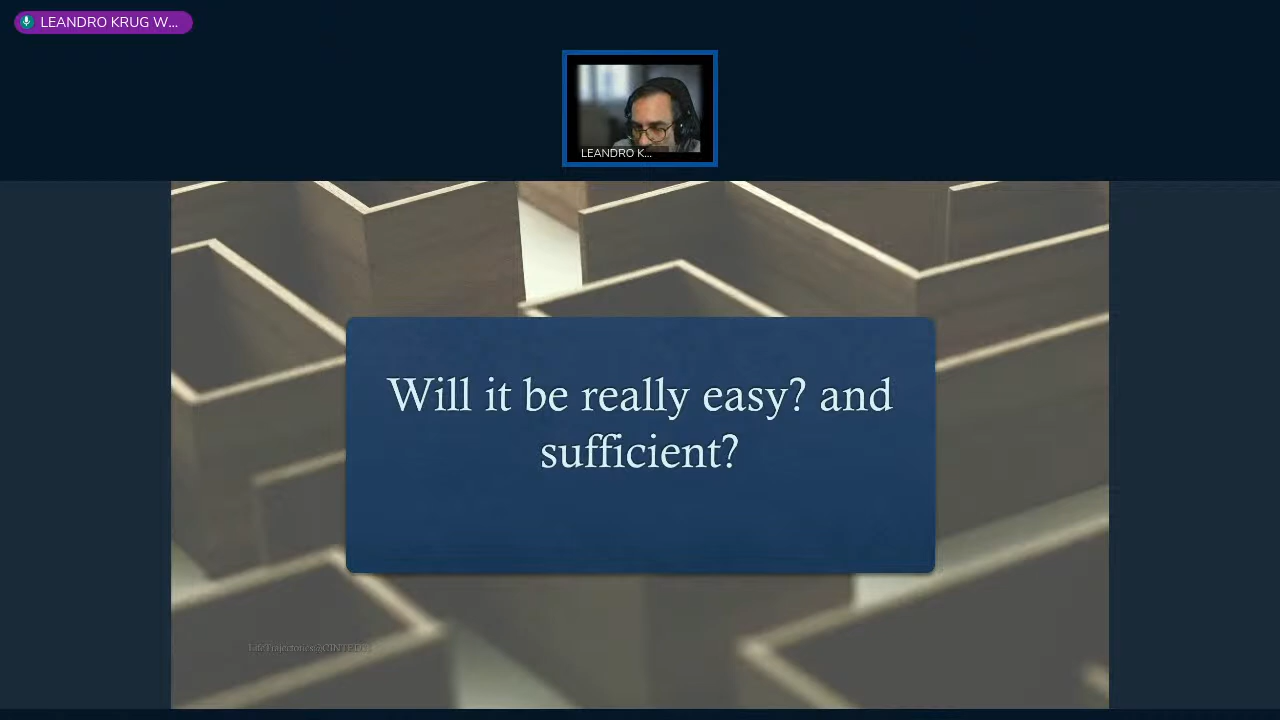 LEANDRO KRUG W...
LEANDRO K...
Will it be really easy? and
sufficient?